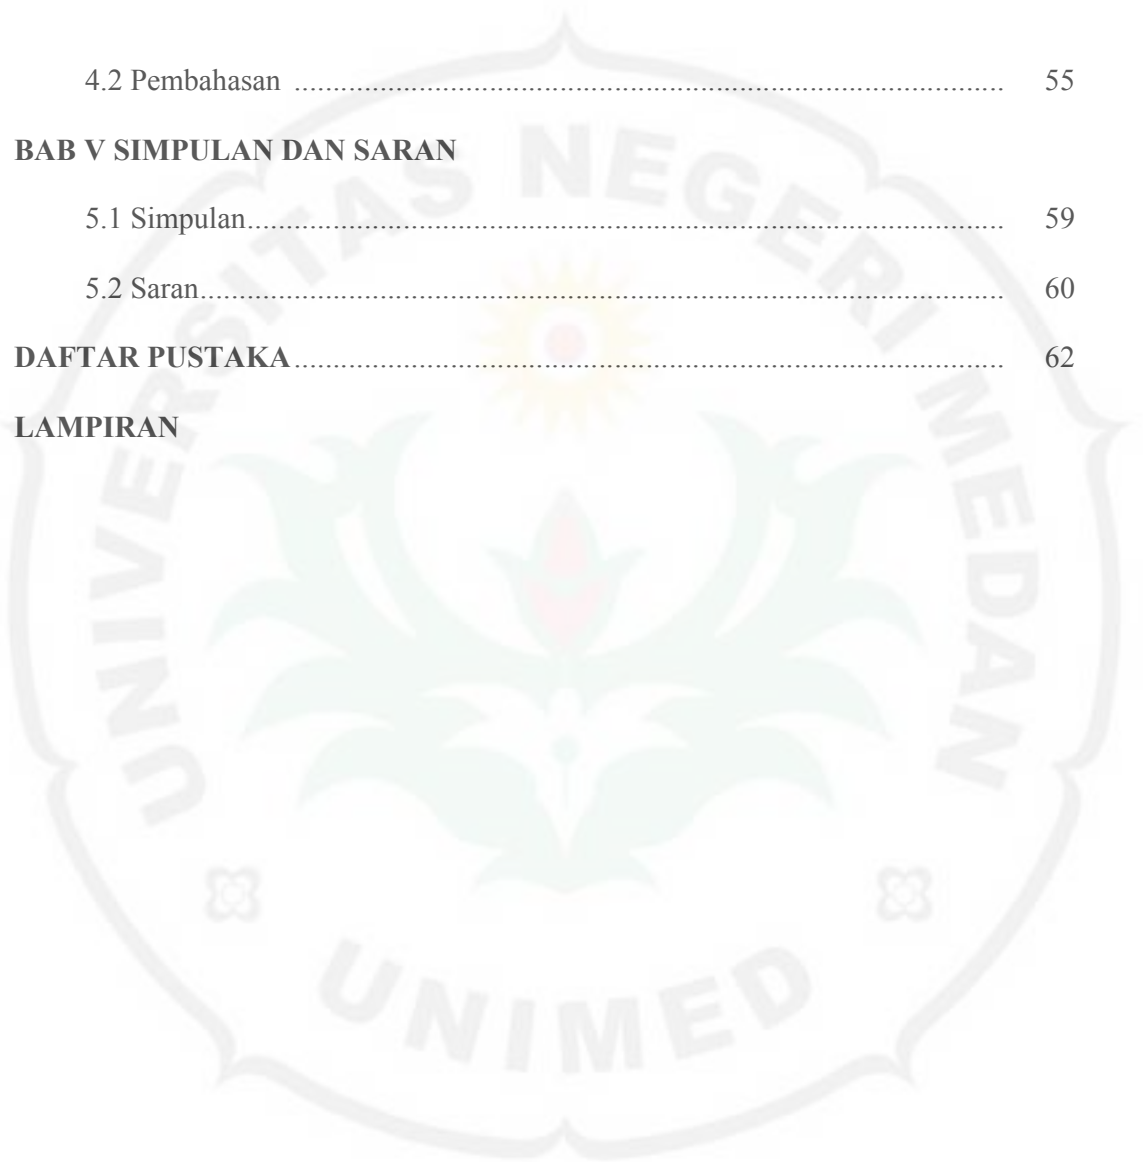 4.2 Pembahasan ........................................................................................... 55
BAB V SIMPULAN DAN SARAN
5.1 Simpulan................................................................................................. 59
5.2 Saran....................................................................................................... 60
DAFTAR PUSTAKA........................................................................................... 62
LAMPIRAN
UNIVERSITAS NEGERI MEDAN
UNIMED